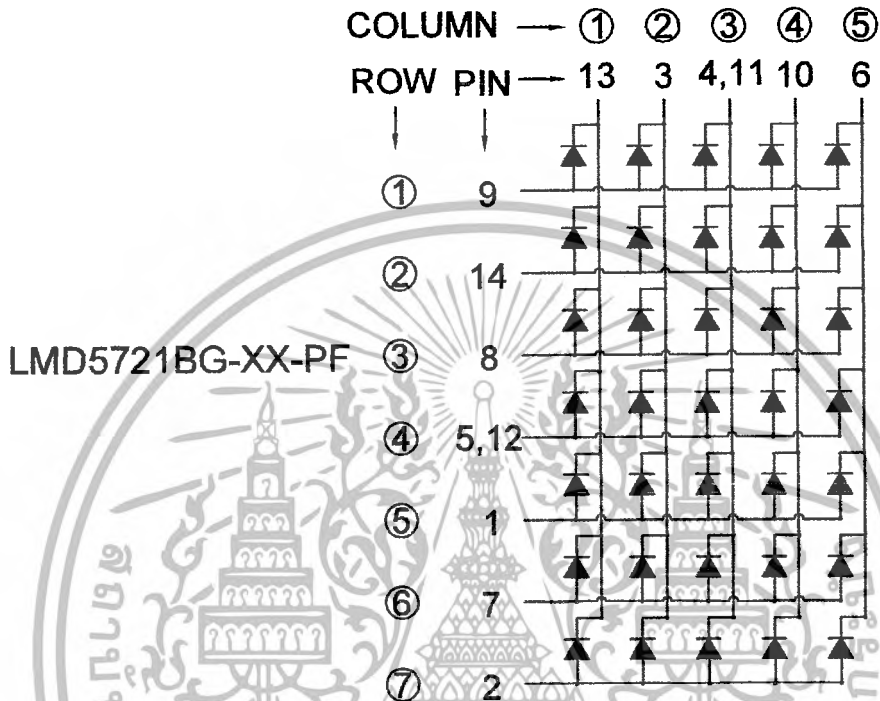 COLUMN → ① ② ③ ④ ⑤
ROW PIN → 13 3 4,11 10 6
① 9
② 14
LMD5721BG-XX-PF ③ 8
④ 5,12
⑤ 1
⑥ 7
⑦ 2